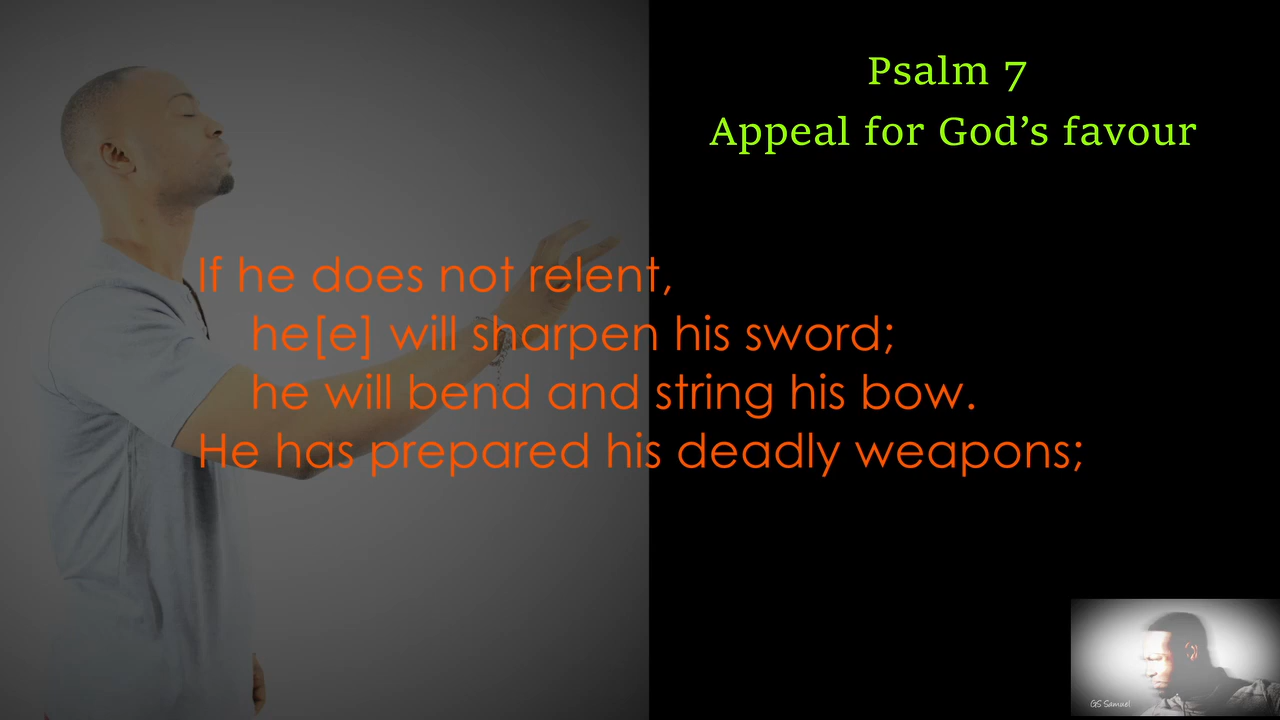 Psalm 7
Appeal for God’s favour
If he does not relent,
he[e] will sharpen his sword;
he will bend and string his bow.
He has prepared his deadly weapons;
GS Samuel